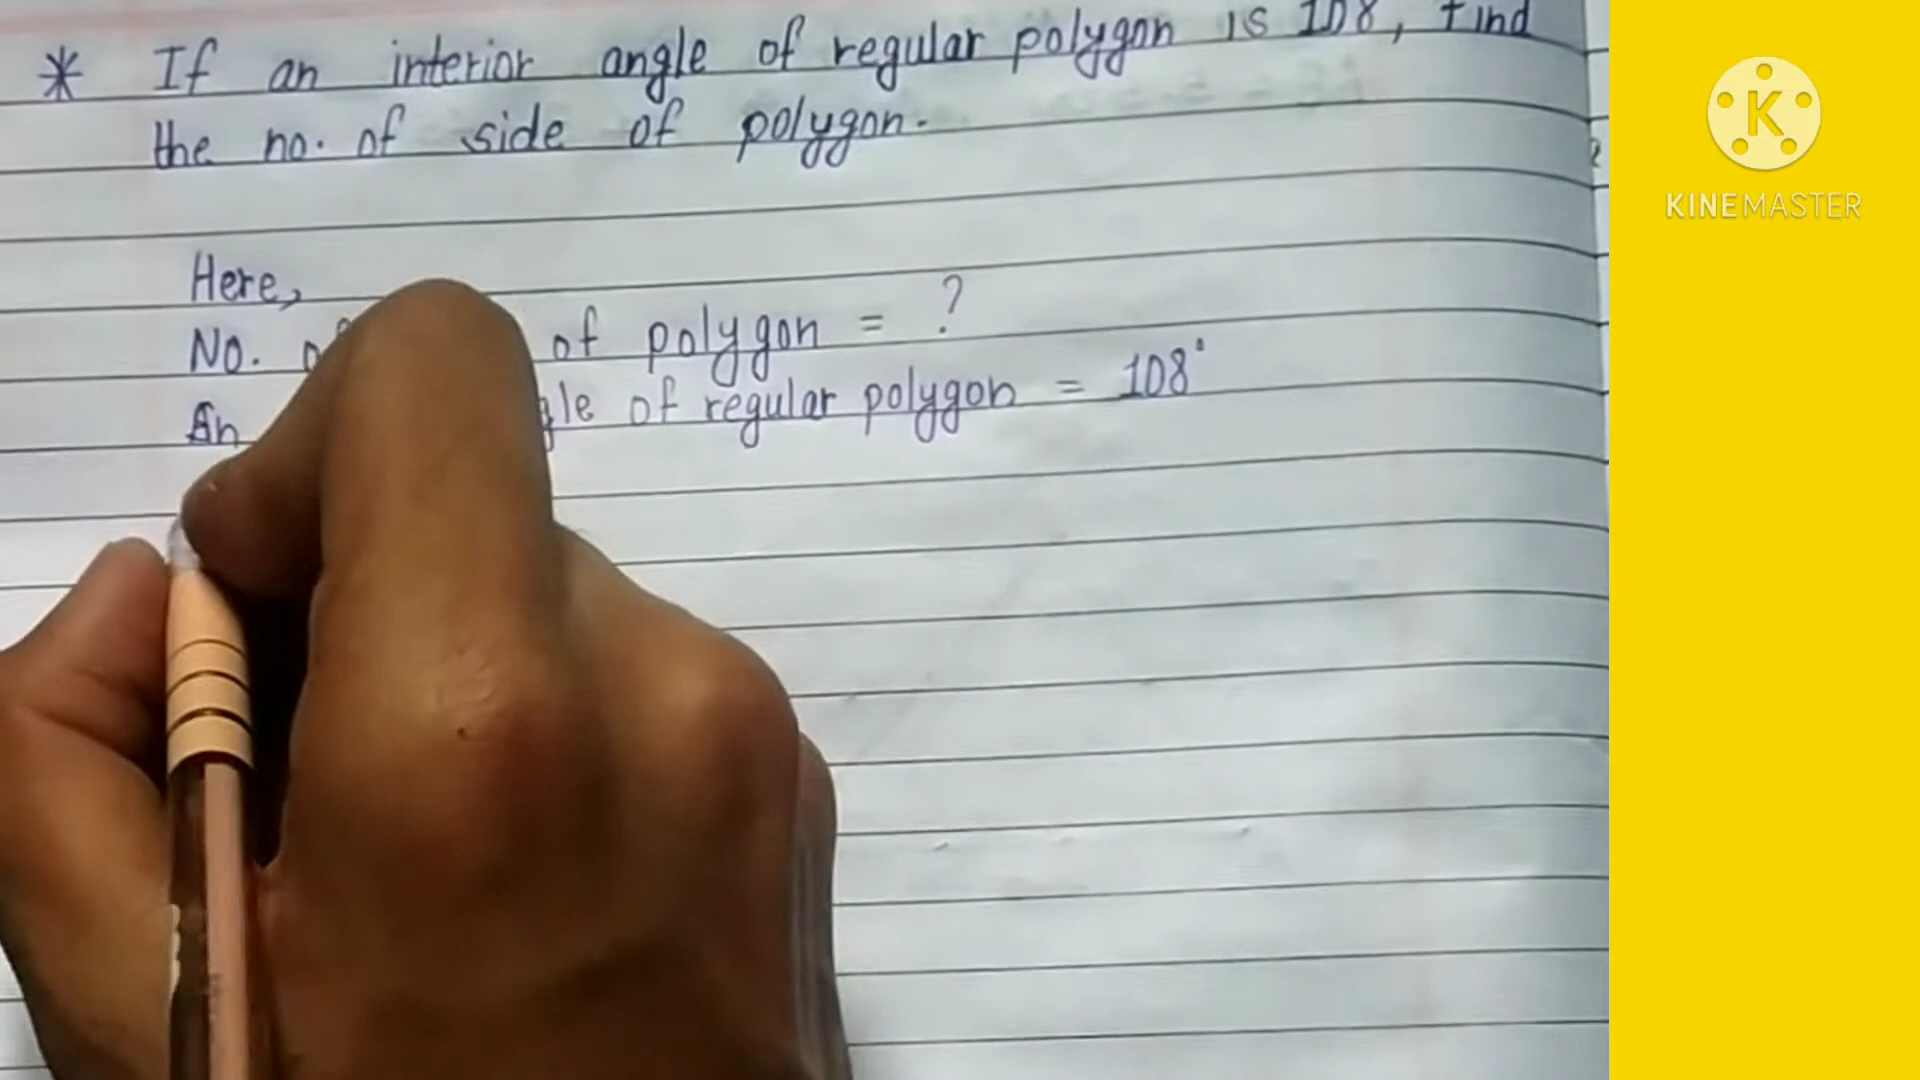 * If an interior angle of regular polygon is 108, find
the no. of side of polygon.
Here,
No. of polygon = ?
An of regular polygon = 108°
KINEMASTER